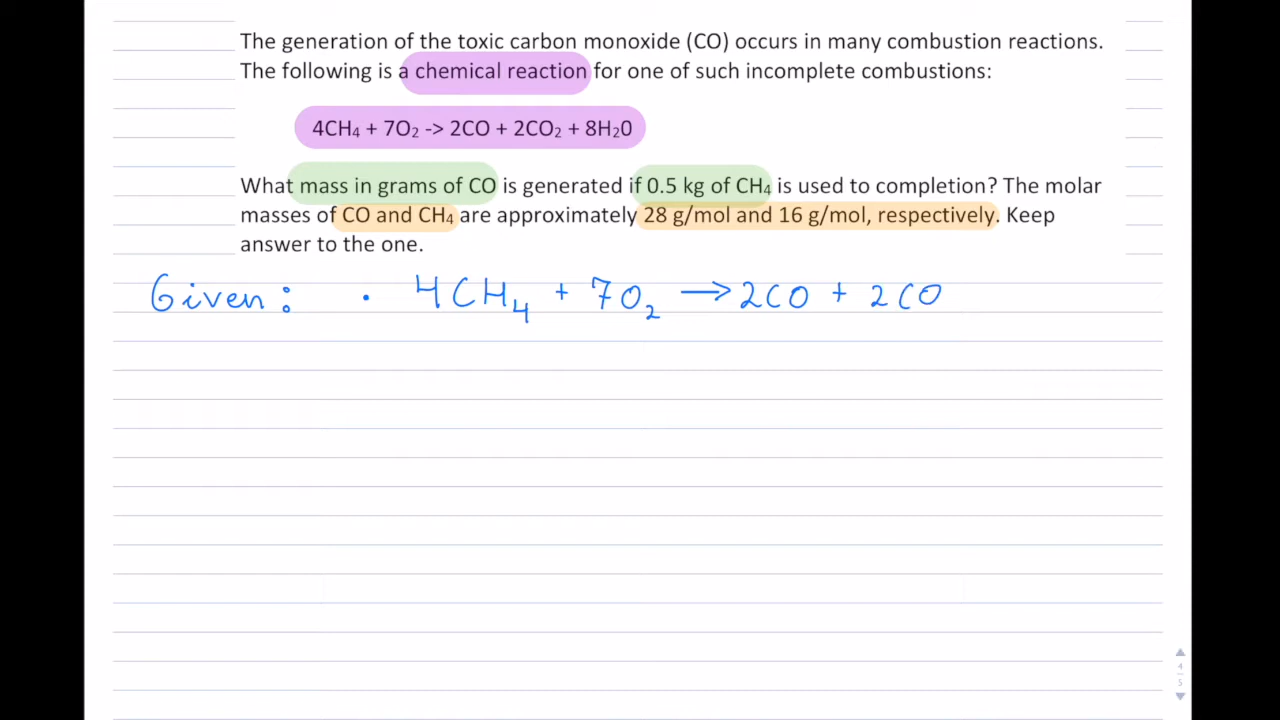 The generation of the toxic carbon monoxide (CO) occurs in many combustion reactions.
The following is a chemical reaction for one of such incomplete combustions:
4CH₄ + 7O₂ -> 2CO + 2CO₂ + 8H₂0
What mass in grams of CO is generated if 0.5 kg of CH₄ is used to completion? The molar
masses of CO and CH₄ are approximately 28 g/mol and 16 g/mol, respectively. Keep
answer to the one.
Given: · 4CH₄ + 7O₂ → 2CO + 2CO
4
5